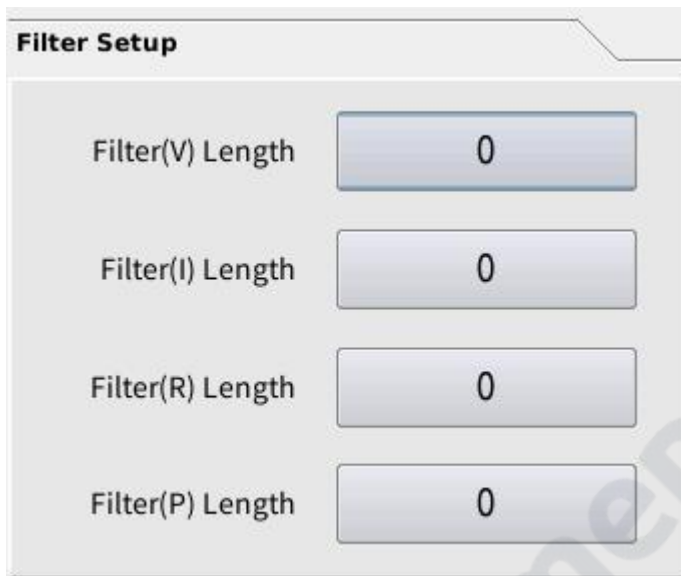 Filter Setup
Filter(V) Length 0
Filter(I) Length 0
Filter(R) Length 0
Filter(P) Length 0